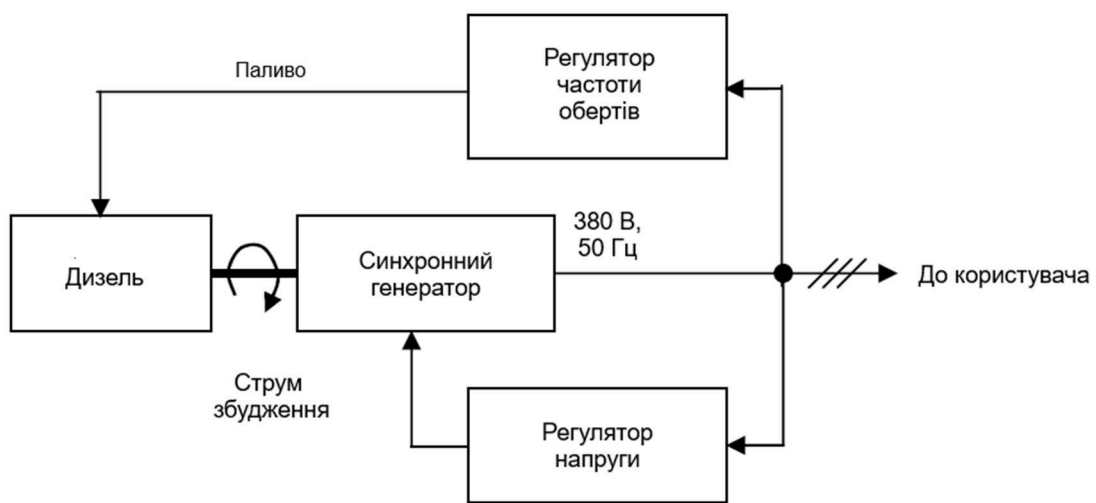 Регулятор
частоти
обертів
Паливо
380 В,
50 Гц
Дизель
Синхронний
генератор
До користувача
Струм
збудження
Регулятор
напруги